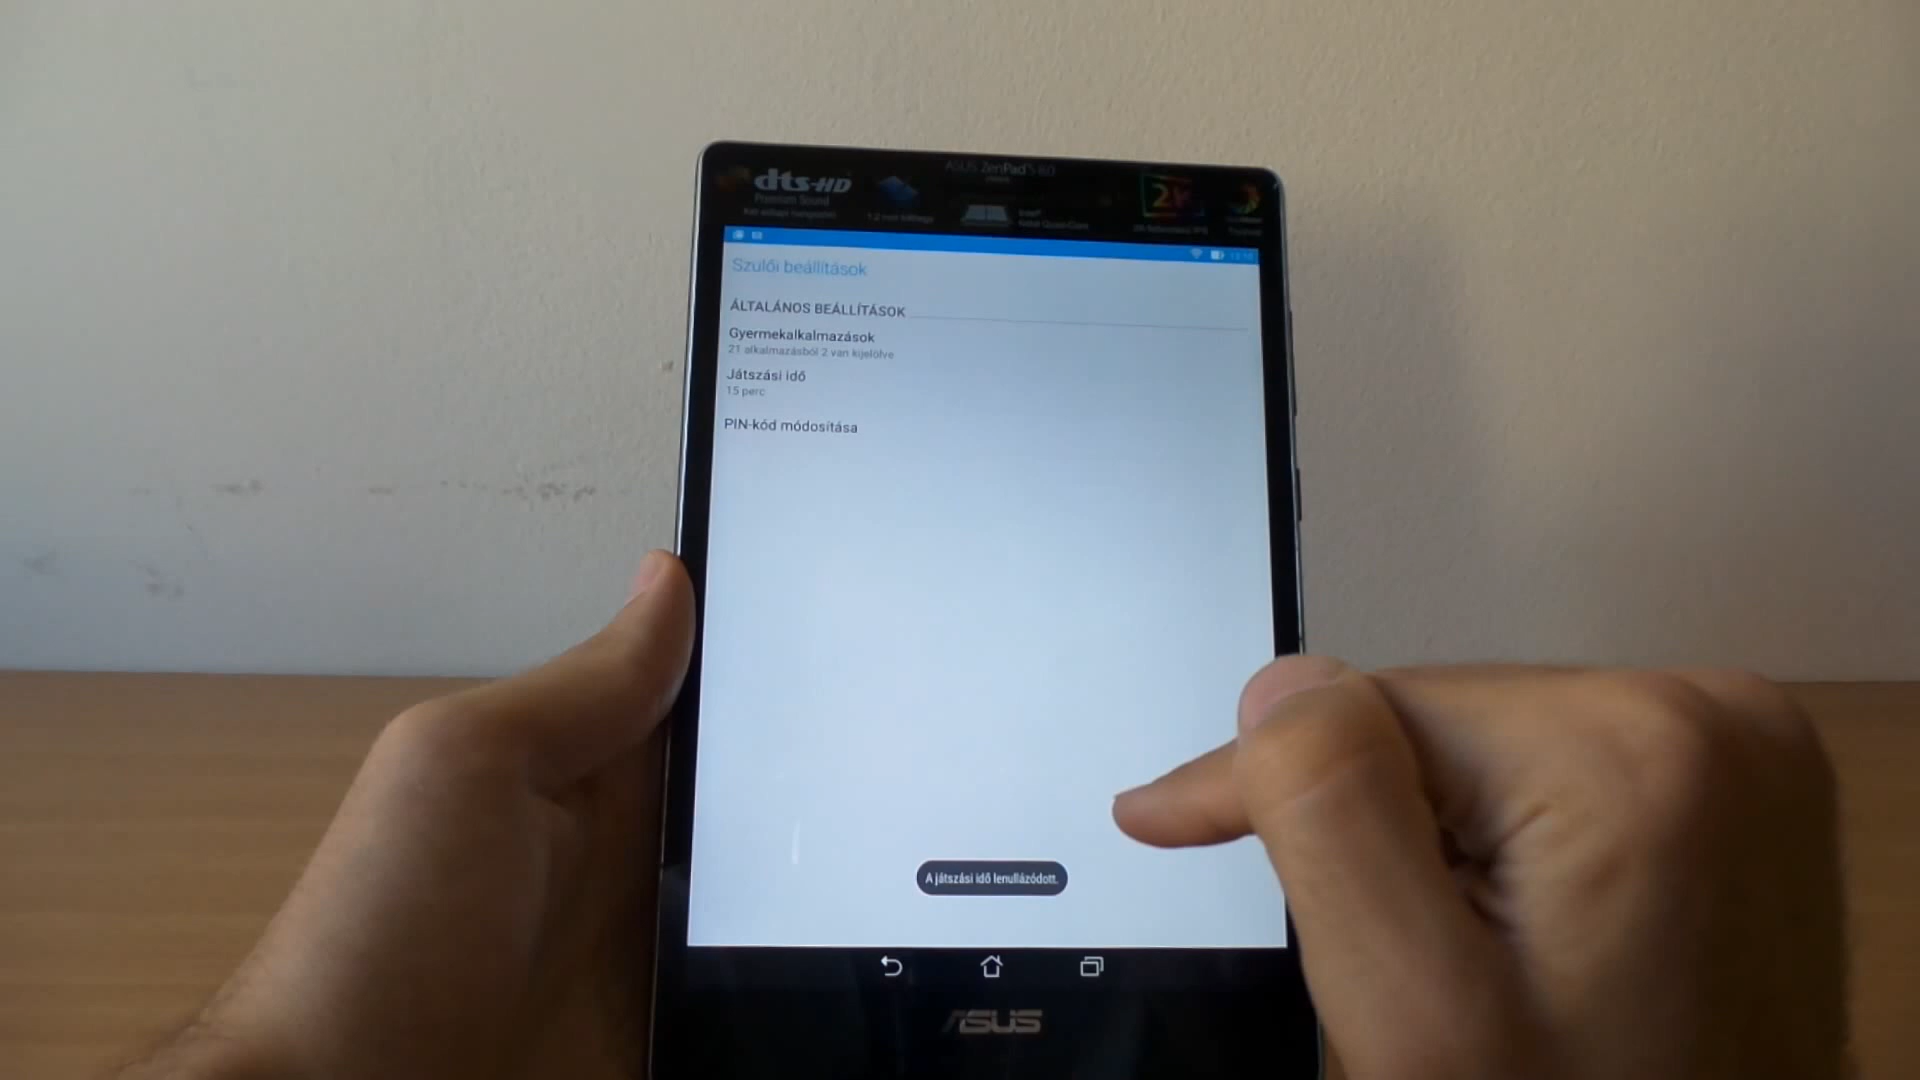 ASUS ZenPad S 8.0
dts-HD
Premium Sound
2K
Szülői beállítások
ÁLTALÁNOS BEÁLLÍTÁSOK
Gyermekalkalmazások
21 alkalmazásból 2 van kijelölve
Játszási idő
15 perc
PIN-kód módosítása
A játszási idő lenullázódott.
ASUS